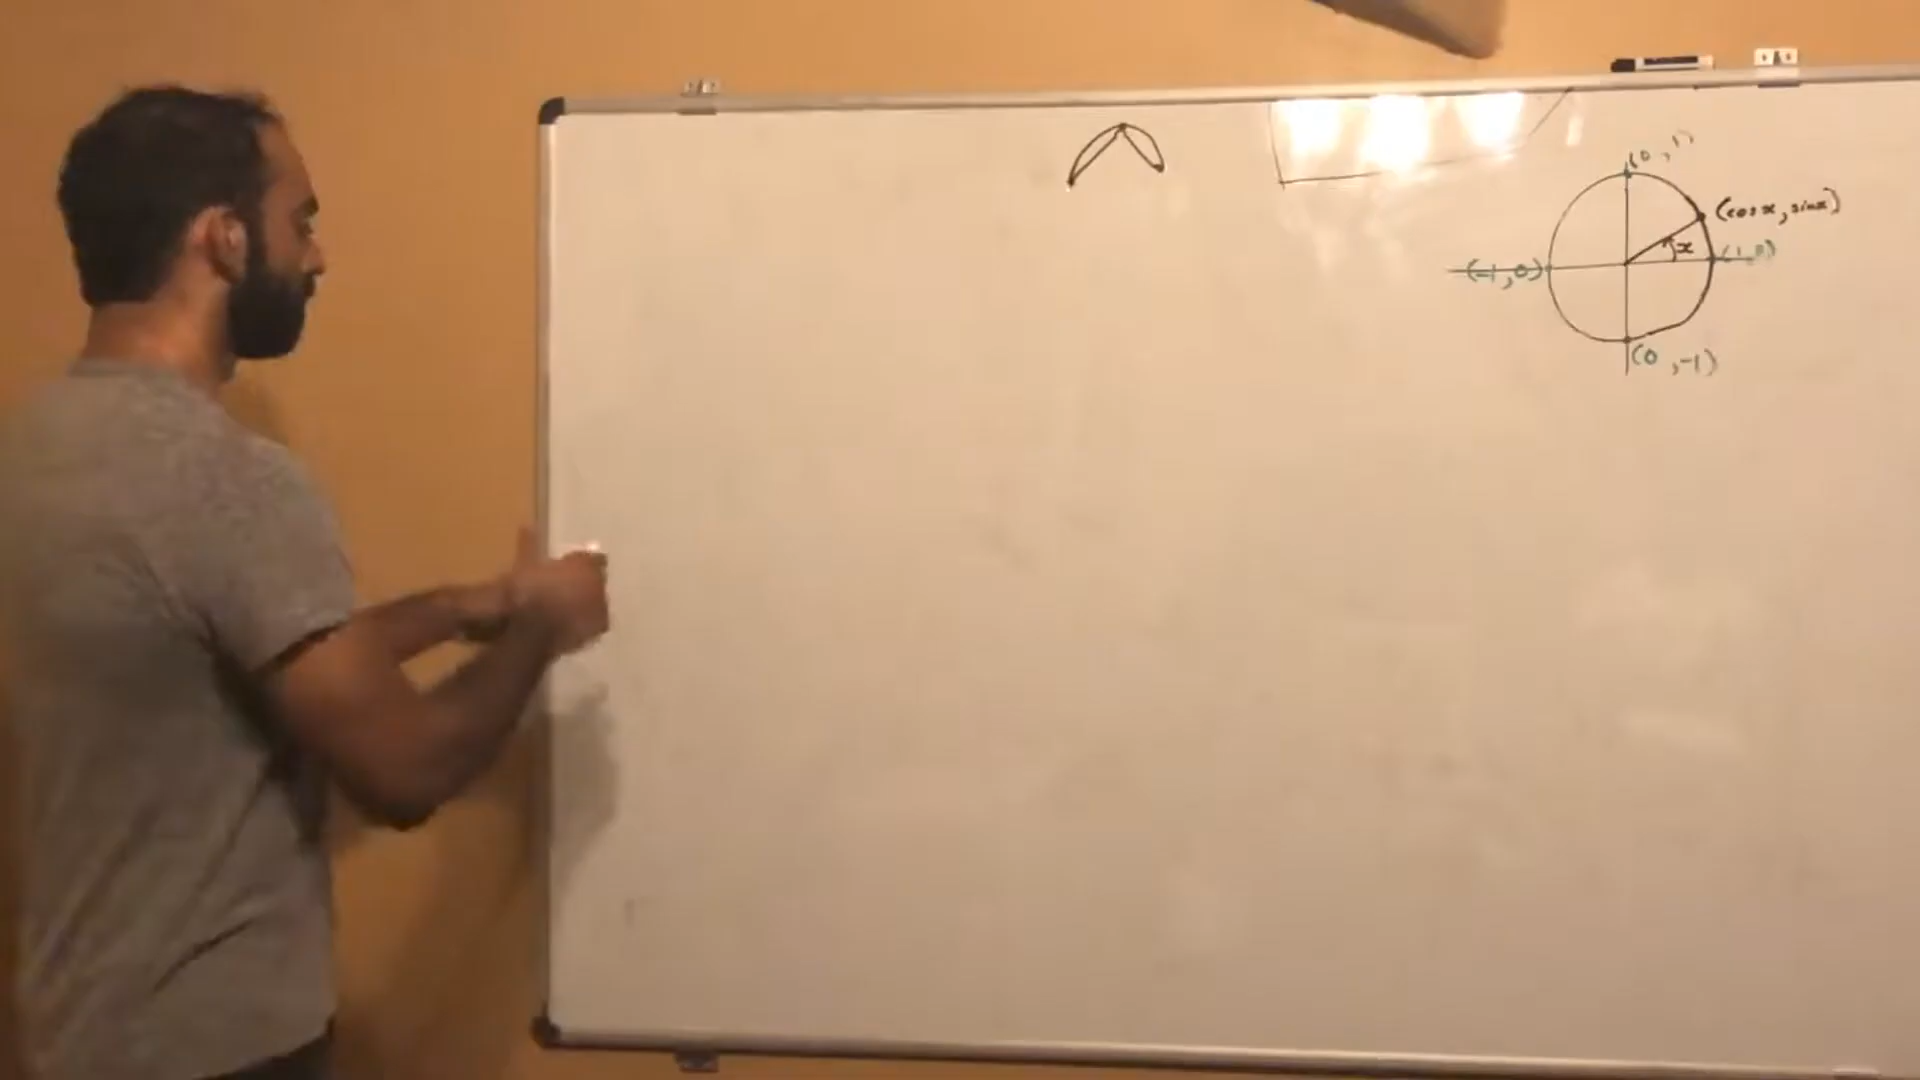 (0, 1)
(cos x, sin x)
x
(1, 0)
(-1, 0)
(0, -1)